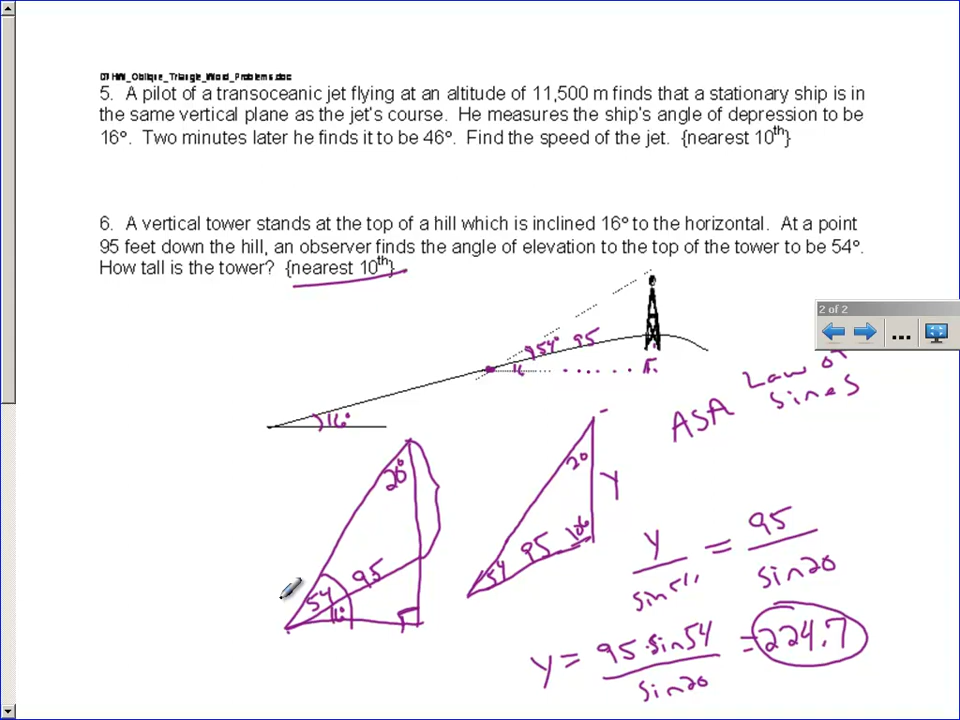 07 HW_Oblique_Triangle_Word_Problems.doc
5. A pilot of a transoceanic jet flying at an altitude of 11,500 m finds that a stationary ship is in
the same vertical plane as the jet's course. He measures the ship's angle of depression to be
16°. Two minutes later he finds it to be 46°. Find the speed of the jet. {nearest 10th}
6. A vertical tower stands at the top of a hill which is inclined 16° to the horizontal. At a point
95 feet down the hill, an observer finds the angle of elevation to the top of the tower to be 54°.
How tall is the tower? {nearest 10th}
2 of 2
...
54° 95
16°
ASA Law of
sines
20°
54 95
16
20
y
54 95 106
y/sin54 = 95/sin20
y = 95·sin54/sin20 = 224.7